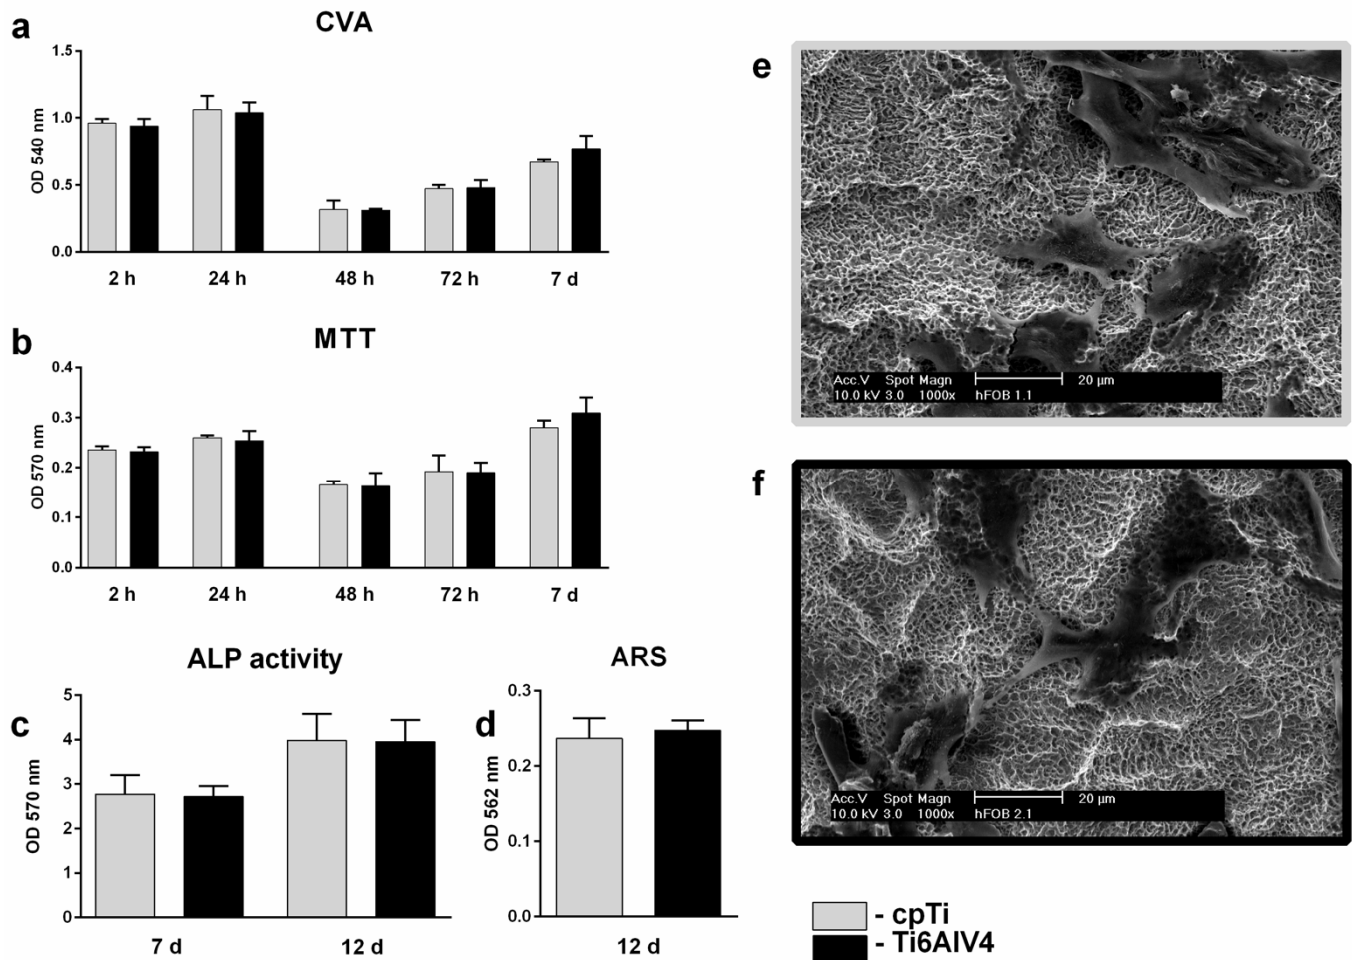 a
CVA
OD 540 nm
1.5
1.0
0.5
0.0
2 h 24 h 48 h 72 h 7 d
b
MTT
OD 570 nm
0.4
0.3
0.2
0.1
0.0
2 h 24 h 48 h 72 h 7 d
c
ALP activity
OD 570 nm
5
4
3
2
1
0
7 d 12 d
d
ARS
OD 562 nm
0.3
0.2
0.1
0.0
12 d
e
Acc.V Spot Magn 20 µm
10.0 kV 3.0 1000x hFOB 1.1
f
Acc.V Spot Magn 20 µm
10.0 kV 3.0 1000x hFOB 2.1
- cpTi
- Ti6AlV4